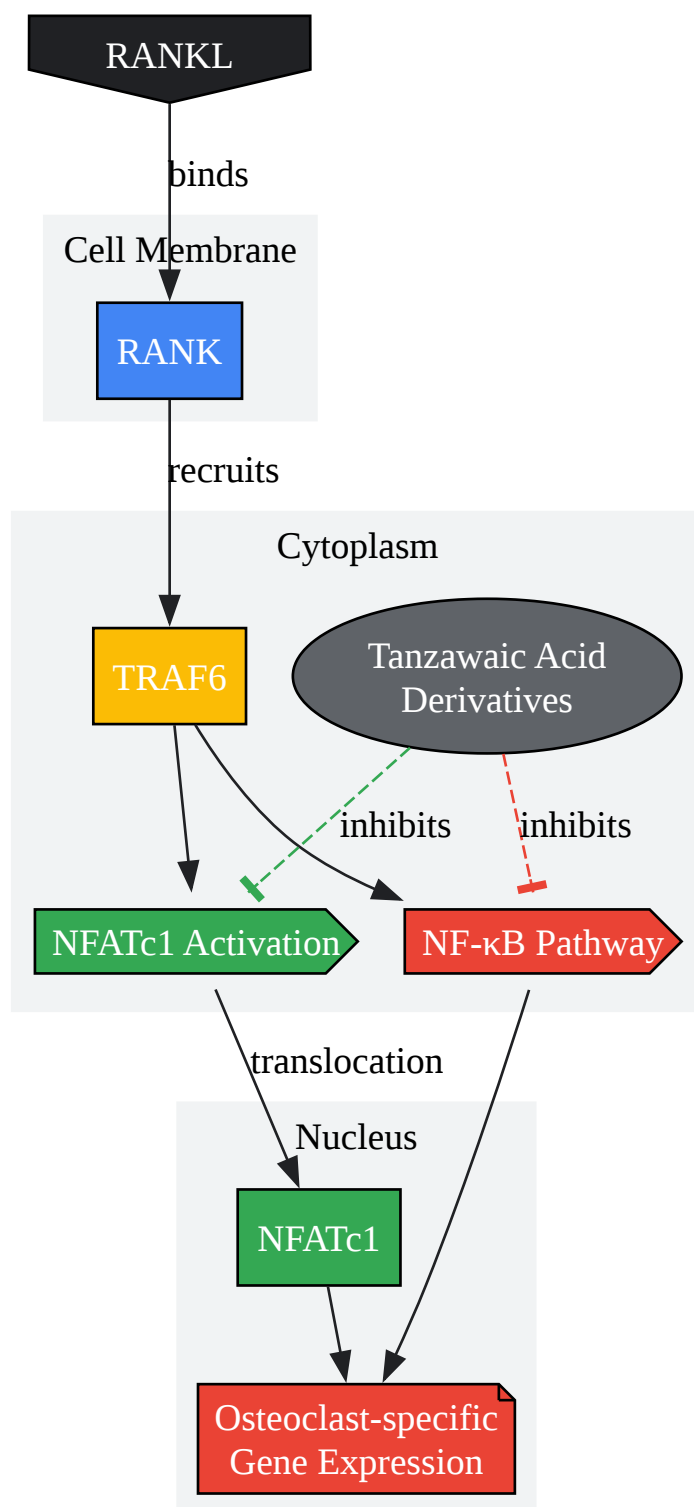 RANKL
binds
Cell Membrane
RANK
recruits
Cytoplasm
TRAF6
Tanzawaic Acid
Derivatives
inhibits
inhibits
NFATc1 Activation
NF-κB Pathway
translocation
Nucleus
NFATc1
Osteoclast-specific
Gene Expression